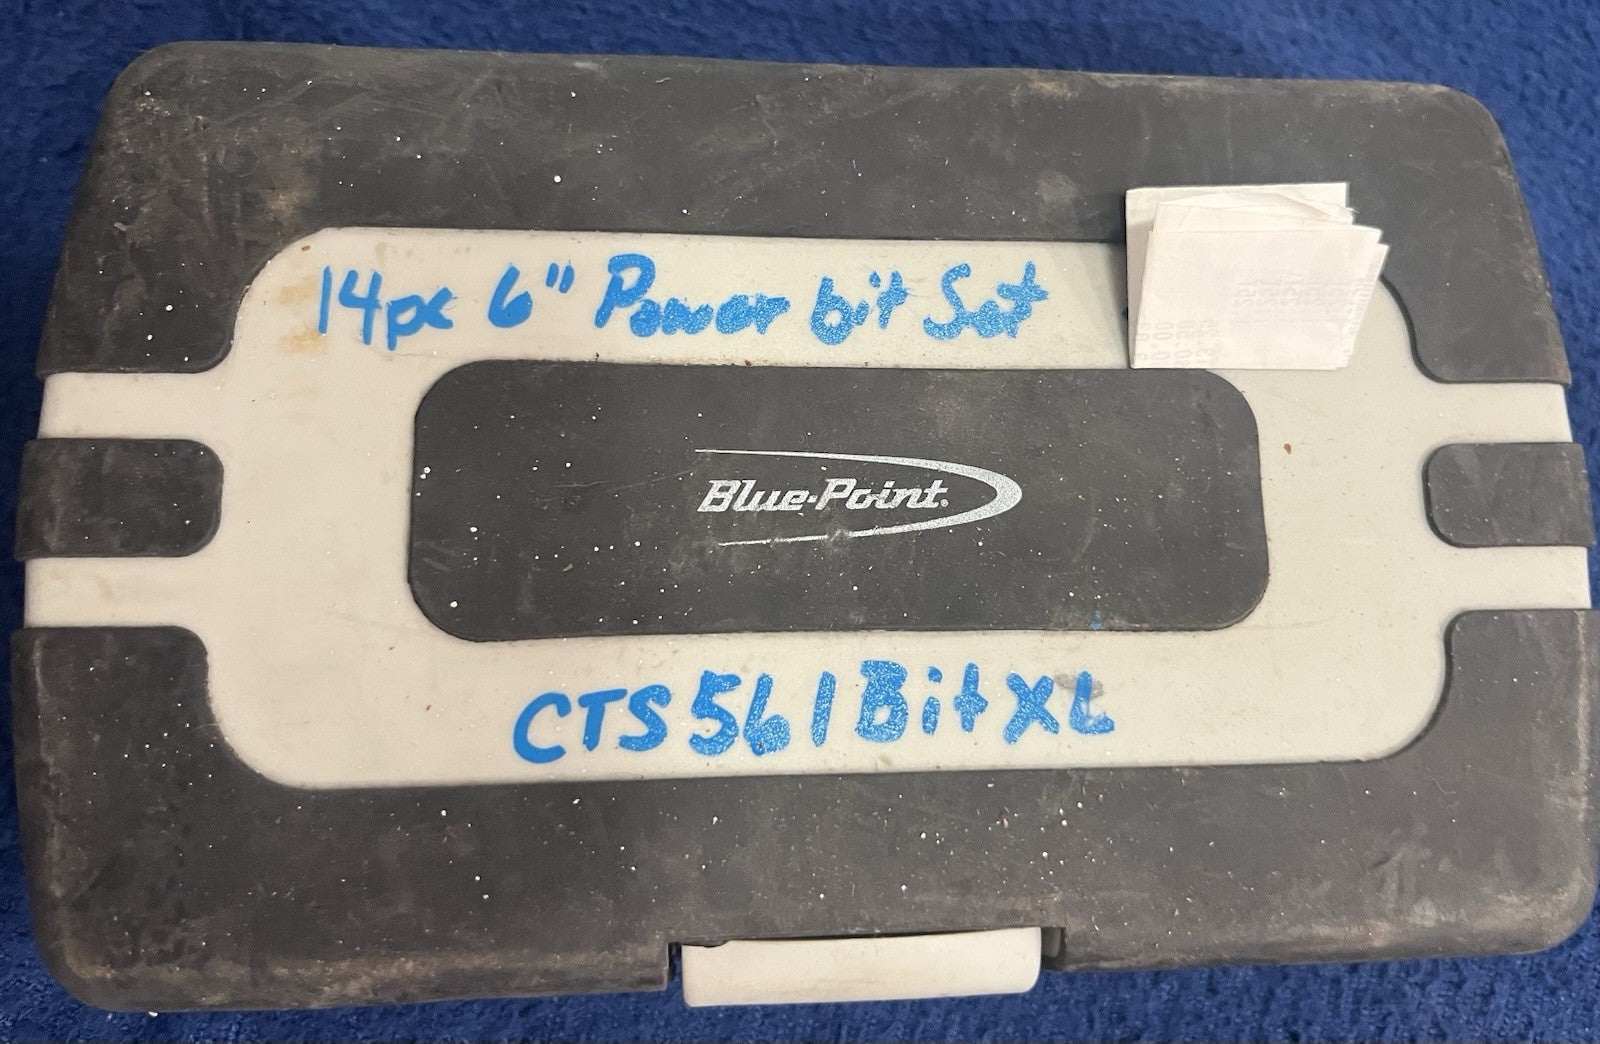 14pc 6" Power bit Set
Blue-Point.
CTS561BitXL